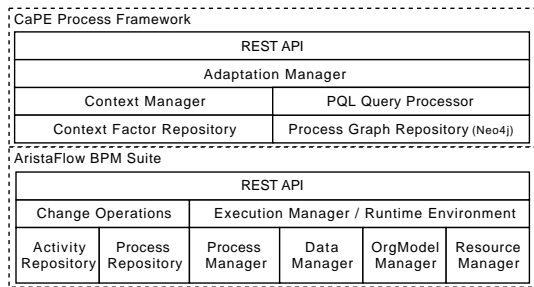 CaPE Process Framework
REST API
Adaptation Manager
Context Manager
PQL Query Processor
Context Factor Repository
Process Graph Repository (Neo4j)
AristaFlow BPM Suite
REST API
Change Operations
Execution Manager / Runtime Environment
Activity
Repository
Process
Repository
Process
Manager
Data
Manager
OrgModel
Manager
Resource
Manager